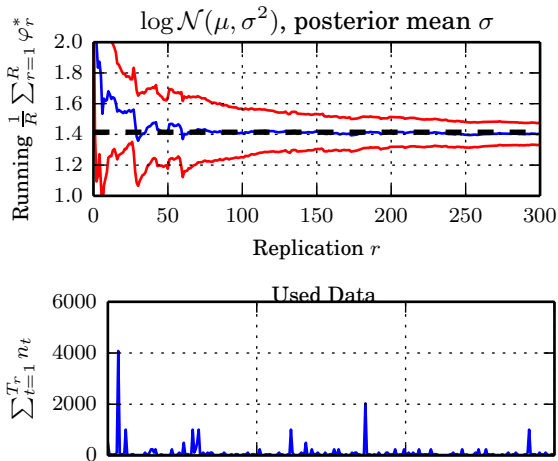 log N(μ, σ²), posterior mean σ
Running 1/R ∑_{r=1}^{R} φ_r^*
2.0
1.8
1.6
1.4
1.2
1.0
0 50 100 150 200 250 300
Replication r
Used Data
∑_{t=1}^{T_r} n_t
6000
4000
2000
0